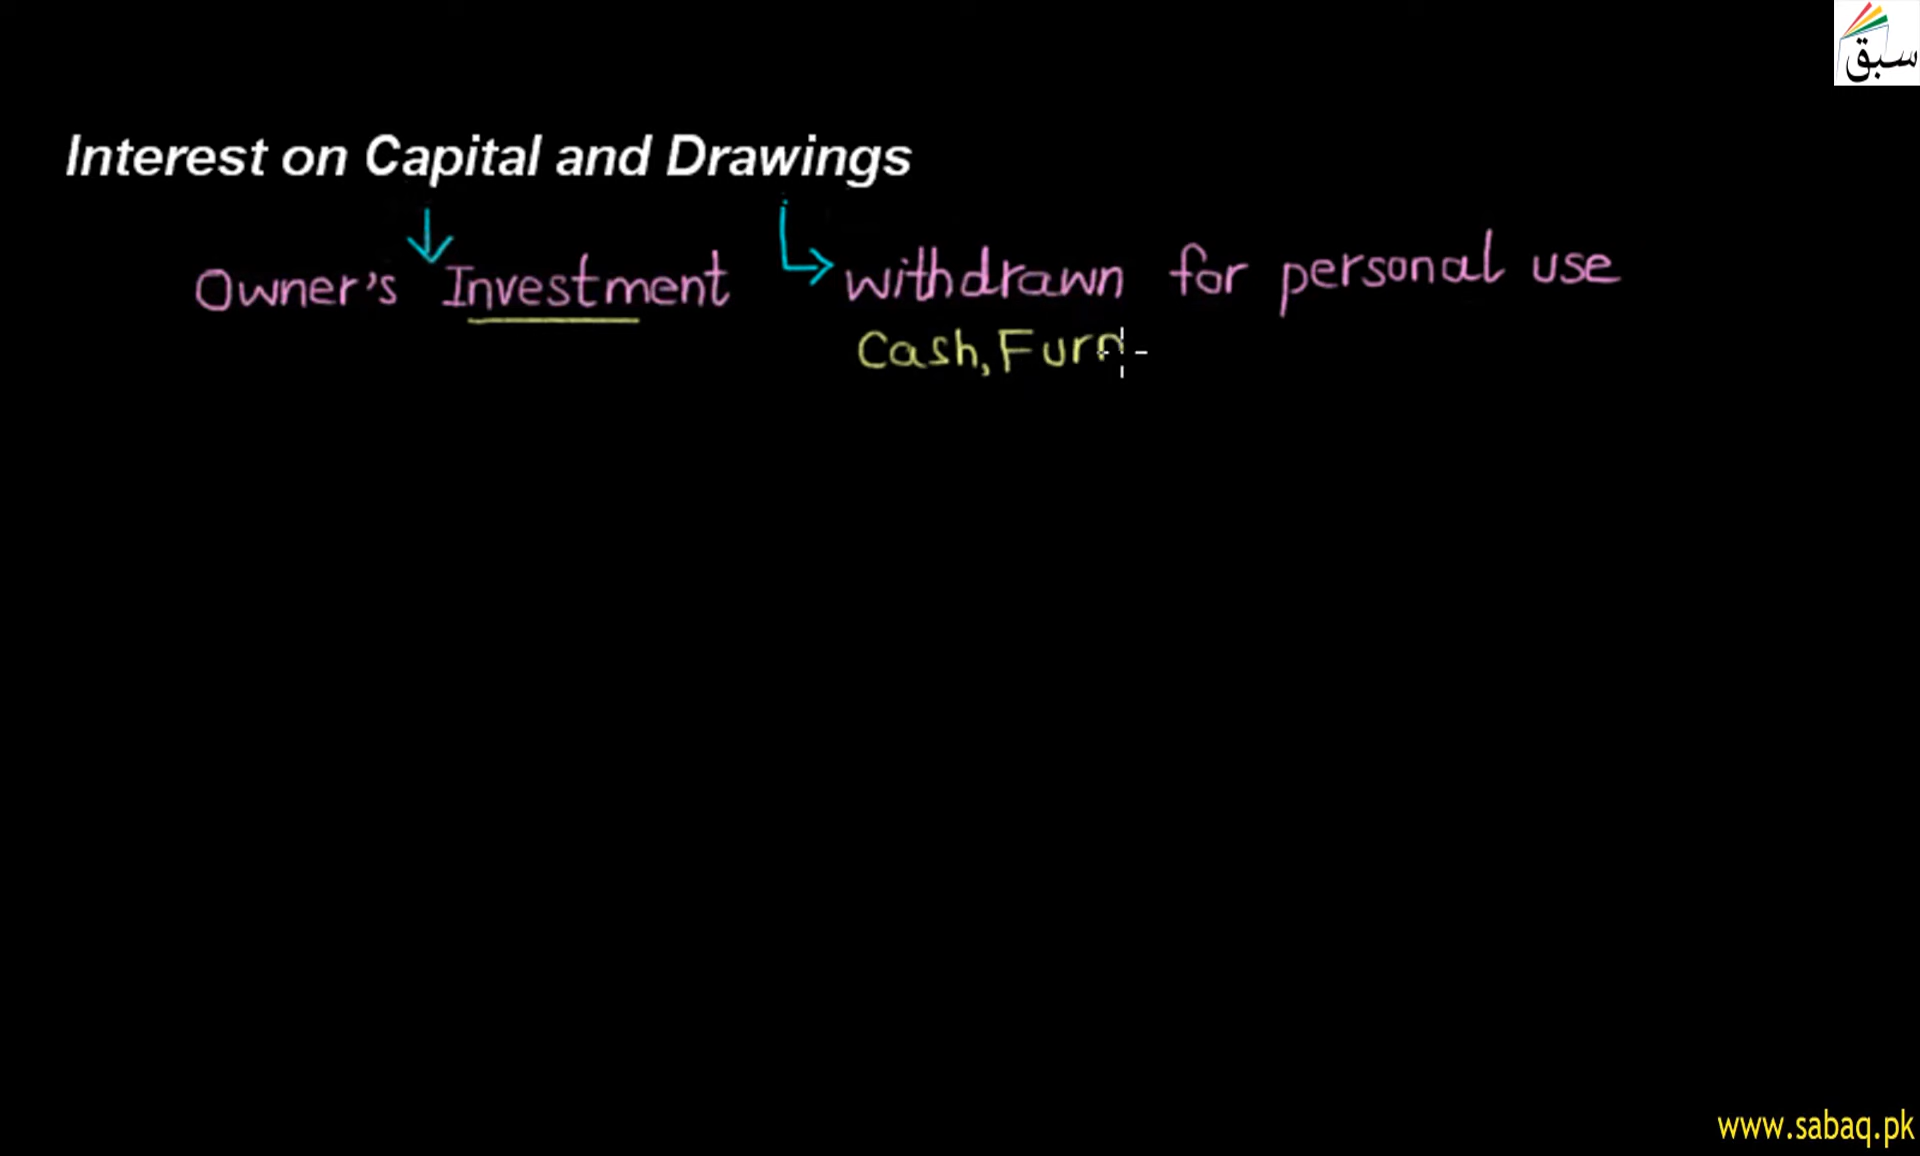 سبق
Interest on Capital and Drawings
Owner's Investment
withdrawn for personal use
Cash, Furn
www.sabaq.pk